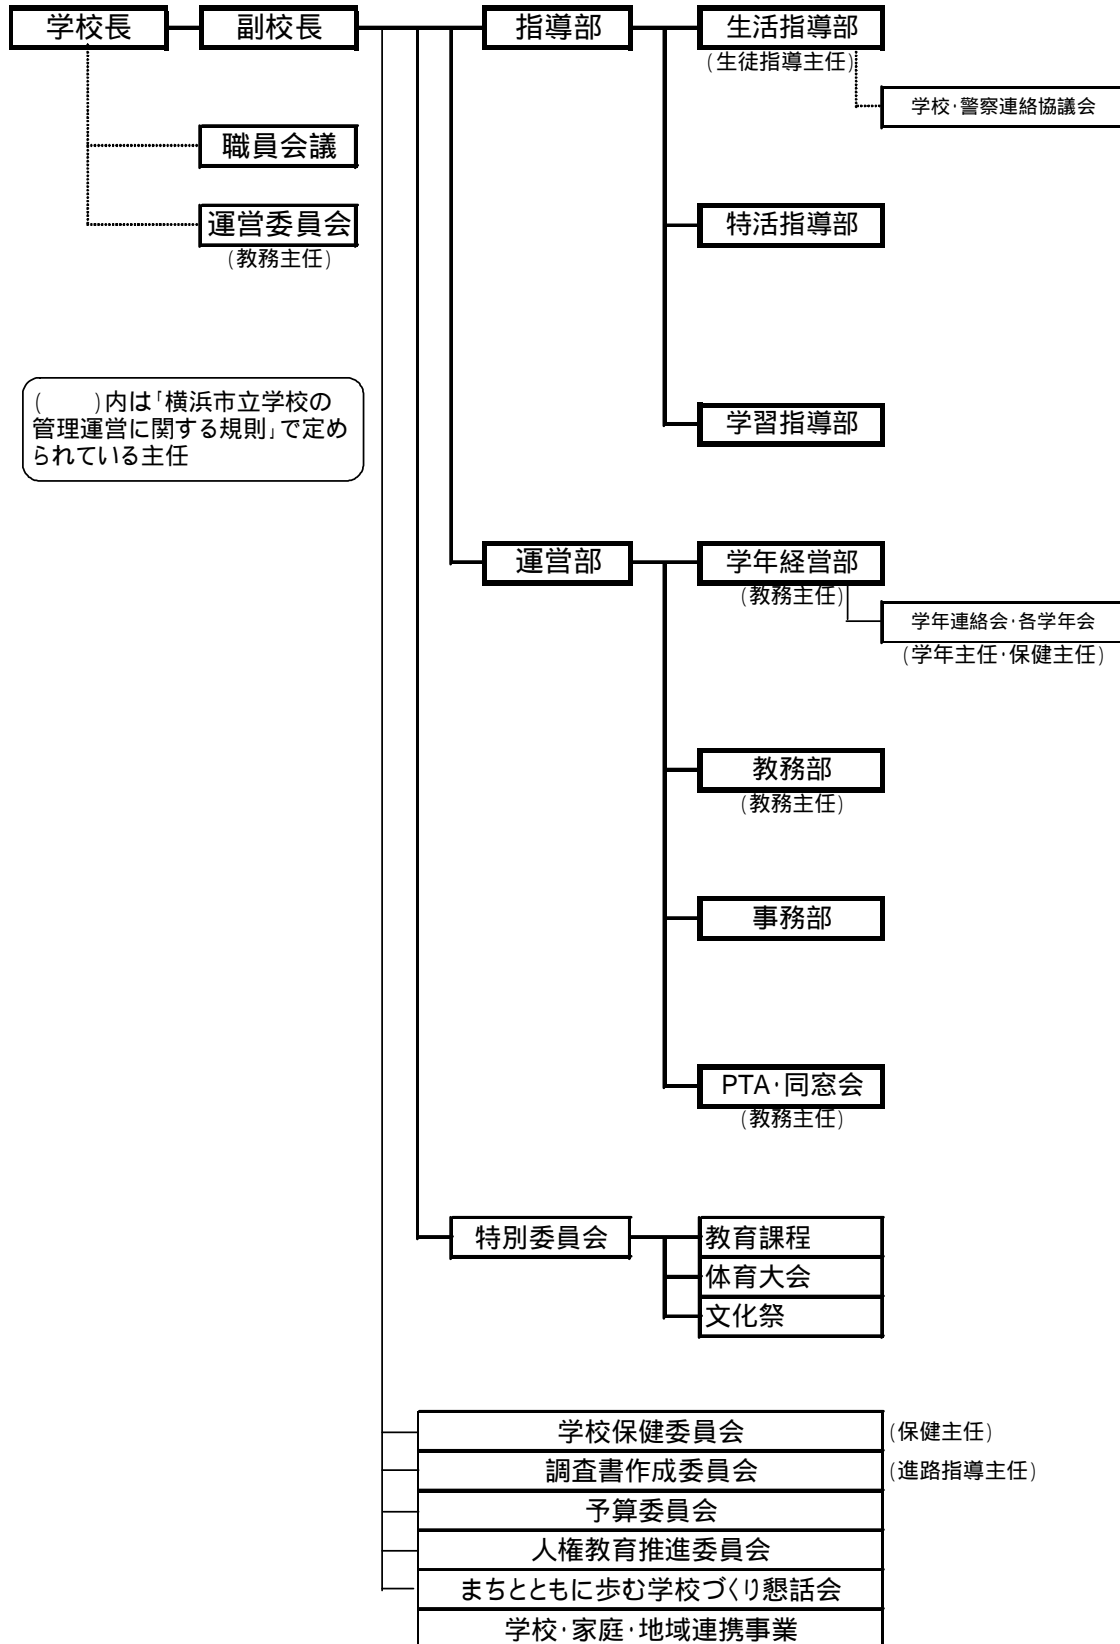 学校長
副校長
指導部
生活指導部
(生徒指導主任)
学校・警察連絡協議会
職員会議
運営委員会
(教務主任)
特活指導部
(　　)内は「横浜市立学校の
管理運営に関する規則」で定め
られている主任
学習指導部
運営部
学年経営部
(教務主任)
学年連絡会・各学年会
(学年主任・保健主任)
教務部
(教務主任)
事務部
PTA・同窓会
(教務主任)
特別委員会
教育課程
体育大会
文化祭
学校保健委員会
(保健主任)
調査書作成委員会
(進路指導主任)
予算委員会
人権教育推進委員会
まちとともに歩む学校づくり懇話会
学校・家庭・地域連携事業